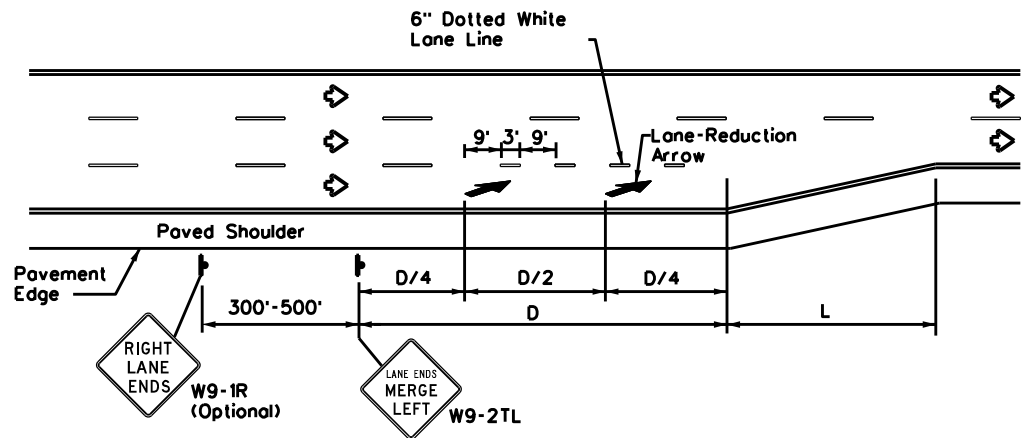 6" Dotted White
Lane Line
9' 3' 9'
Lane-Reduction
Arrow
Paved Shoulder
Pavement
Edge
D/4 D/2 D/4
300'-500' D L
RIGHT
LANE
ENDS
W9-1R
(Optional)
LANE ENDS
MERGE
LEFT
W9-2TL